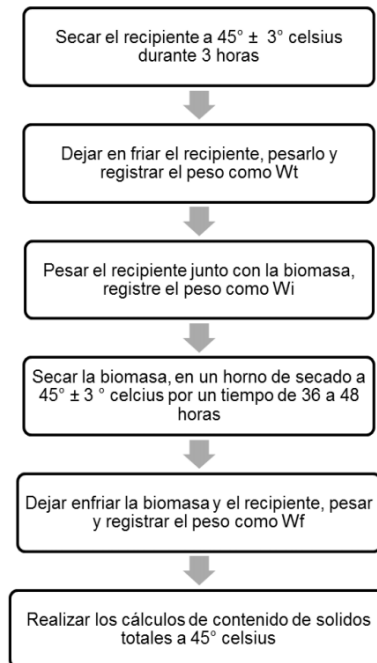 Secar el recipiente a 45° ± 3° celsius
durante 3 horas
Dejar en friar el recipiente, pesarlo y
registrar el peso como Wt
Pesar el recipiente junto con la biomasa,
registre el peso como Wi
Secar la biomasa, en un horno de secado a
45° ± 3 ° celcius por un tiempo de 36 a 48
horas
Dejar enfriar la biomasa y el recipiente, pesar
y registrar el peso como Wf
Realizar los cálculos de contenido de solidos
totales a 45° celsius